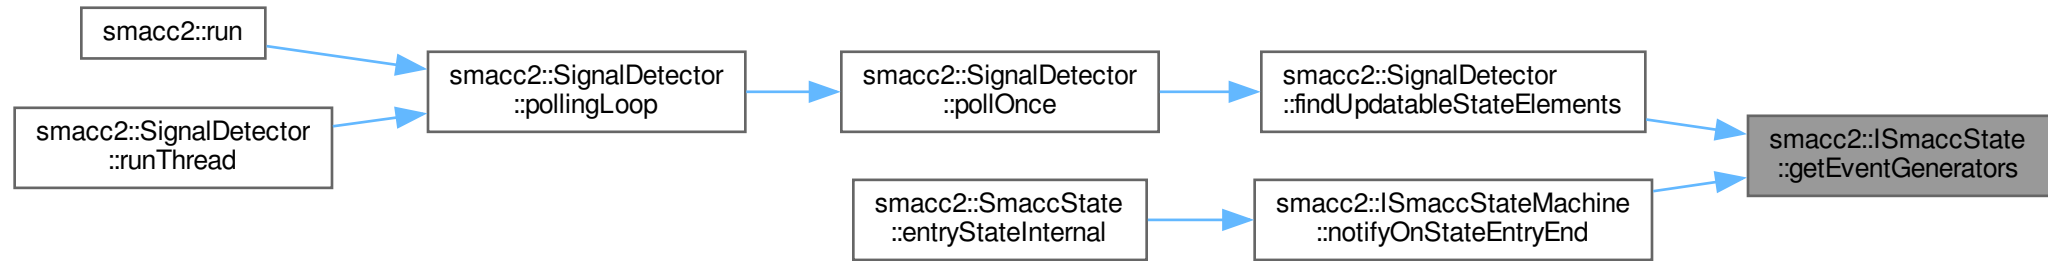 smacc2::run
smacc2::SignalDetector
::runThread
smacc2::SignalDetector
::pollingLoop
smacc2::SignalDetector
::pollOnce
smacc2::SmaccState
::entryStateInternal
smacc2::SignalDetector
::findUpdatableStateElements
smacc2::ISmaccStateMachine
::notifyOnStateEntryEnd
smacc2::ISmaccState
::getEventGenerators